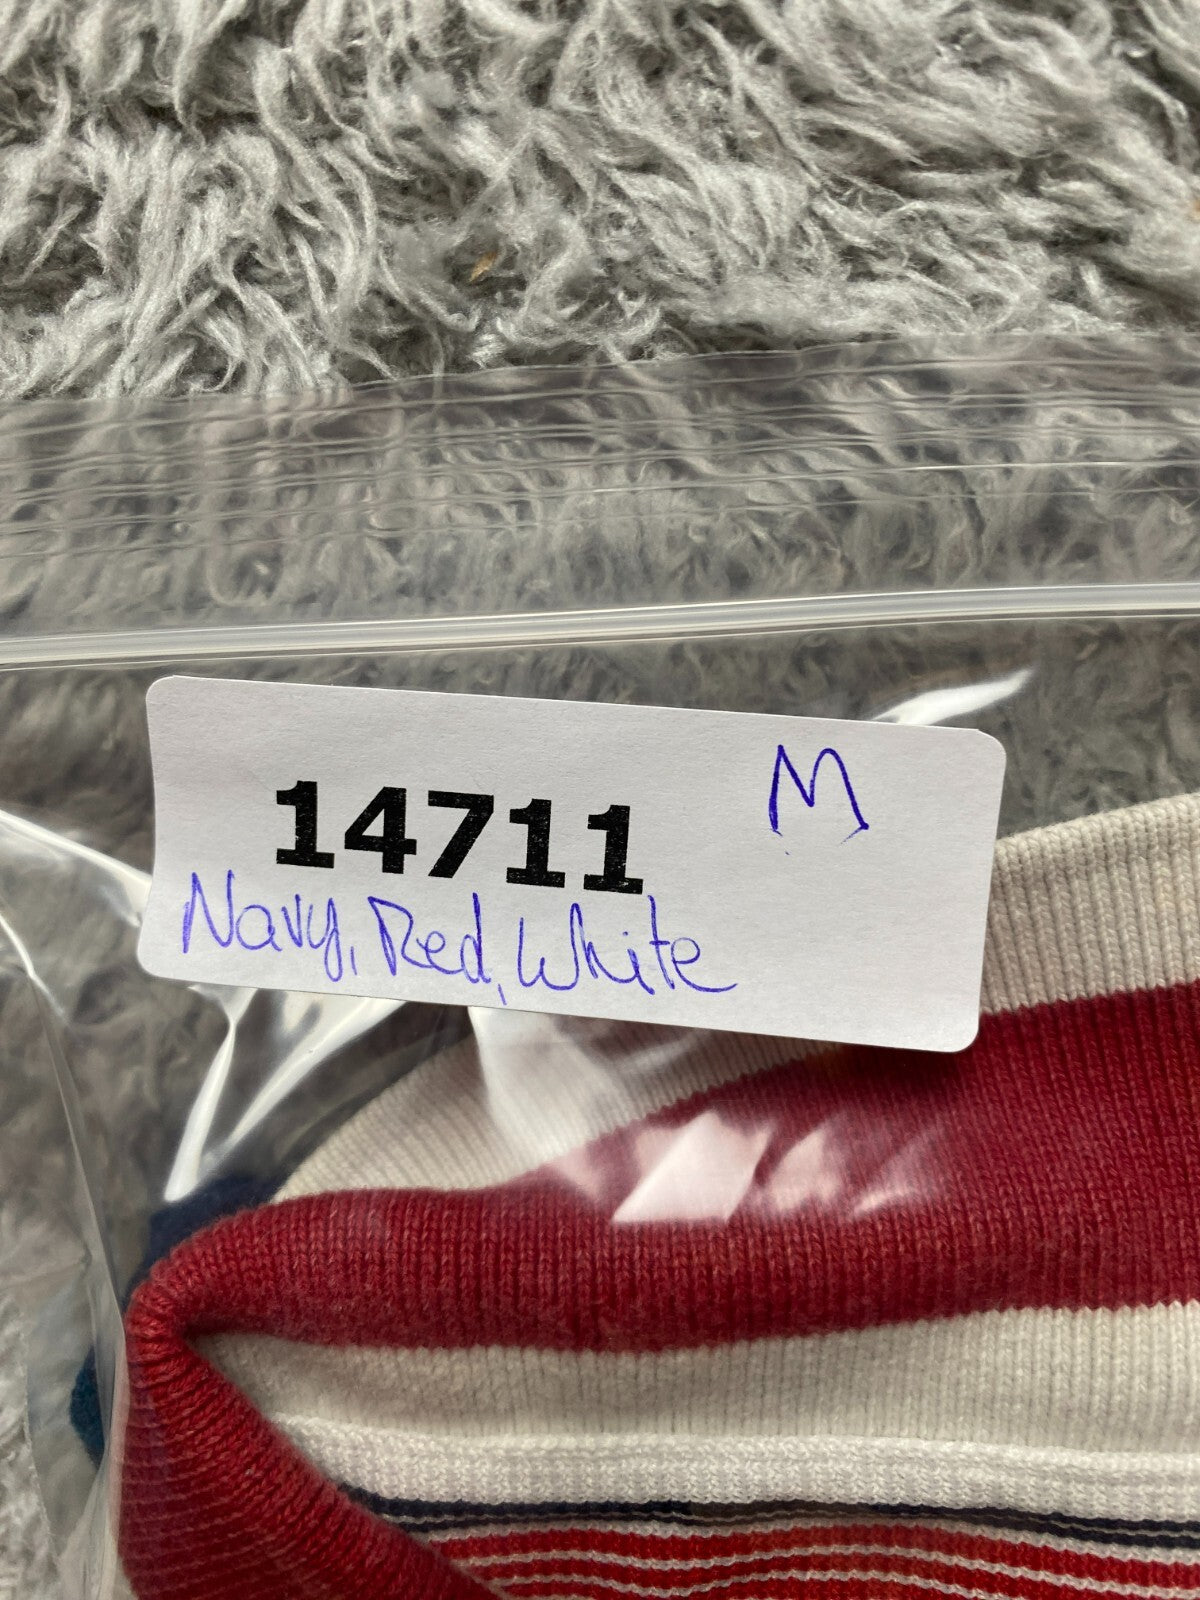 14711 M
Navy, Red, White